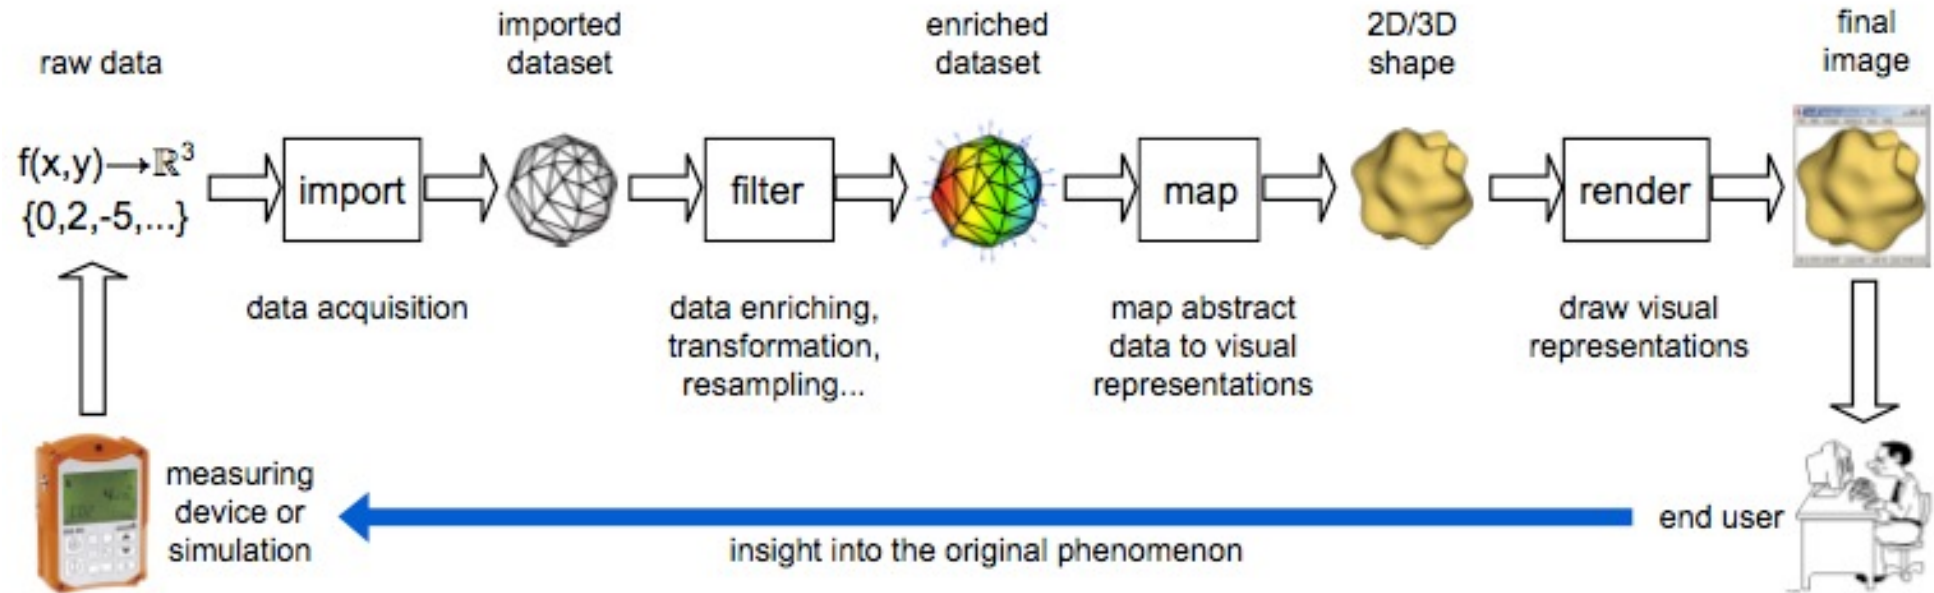 raw data
imported
dataset
enriched
dataset
2D/3D
shape
final
image
f(x,y)→ℝ³
{0,2,-5,...}
import
filter
map
render
data acquisition
data enriching,
transformation,
resampling...
map abstract
data to visual
representations
draw visual
representations
measuring
device or
simulation
insight into the original phenomenon
end user